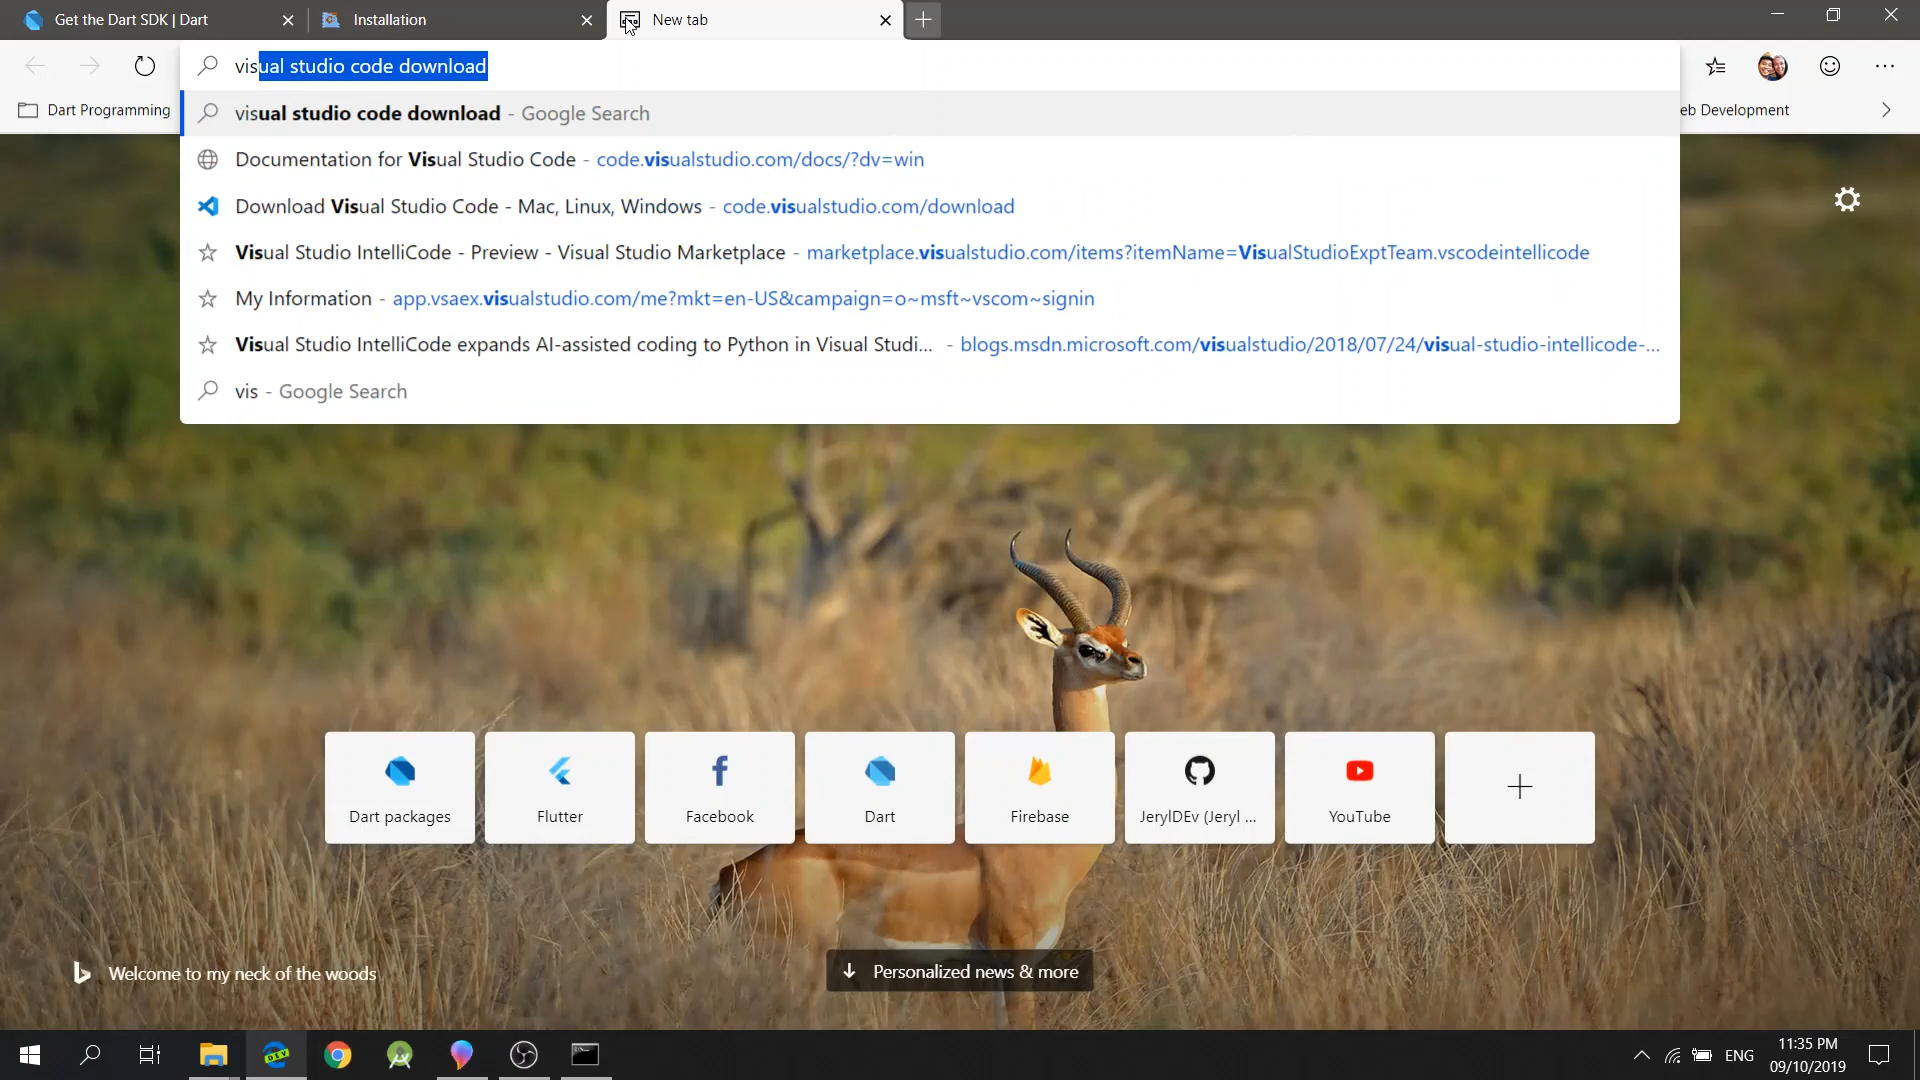 Get the Dart SDK | Dart
Installation
New tab
visual studio code download
Dart Programming
eb Development
visual studio code download - Google Search
Documentation for Visual Studio Code - code.visualstudio.com/docs/?dv=win
Download Visual Studio Code - Mac, Linux, Windows - code.visualstudio.com/download
Visual Studio IntelliCode - Preview - Visual Studio Marketplace - marketplace.visualstudio.com/items?itemName=VisualStudioExptTeam.vscodeintellicode
My Information - app.vsaex.visualstudio.com/me?mkt=en-US&campaign=o~msft~vscom~signin
Visual Studio IntelliCode expands AI-assisted coding to Python in Visual Studi... - blogs.msdn.microsoft.com/visualstudio/2018/07/24/visual-studio-intellicode-...
vis - Google Search
Dart packages
Flutter
Facebook
Dart
Firebase
JerylDEv (Jeryl ...
YouTube
Welcome to my neck of the woods
Personalized news & more
DEV
ENG
11:35 PM
09/10/2019